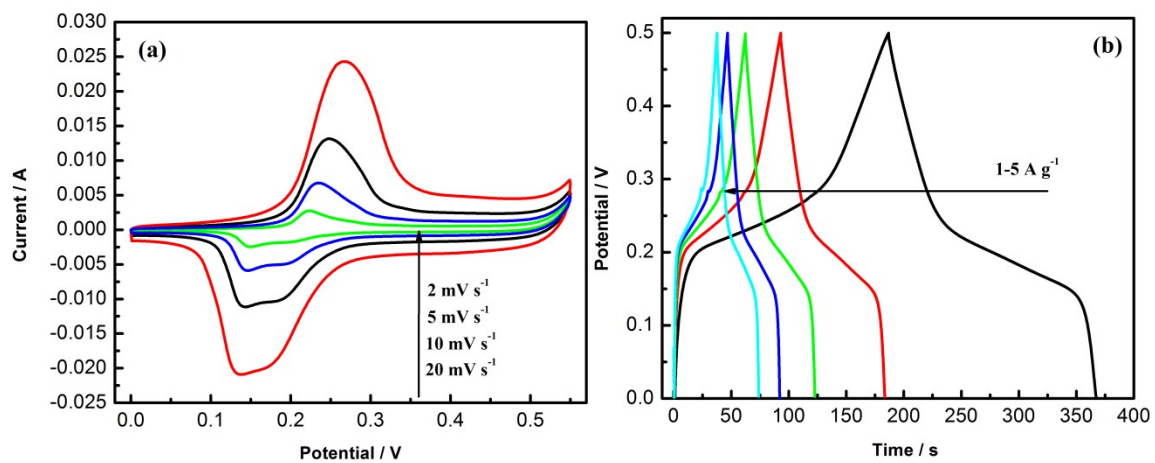 (a)
0.030
0.025
0.020
0.015
0.010
0.005
0.000
-0.005
-0.010
-0.015
-0.020
-0.025
Current / A
2 mV s⁻¹
5 mV s⁻¹
10 mV s⁻¹
20 mV s⁻¹
0.0 0.1 0.2 0.3 0.4 0.5
Potential / V
(b)
0.5
0.4
0.3
0.2
0.1
0.0
Potential / V
1-5 A g⁻¹
0 50 100 150 200 250 300 350 400
Time / s